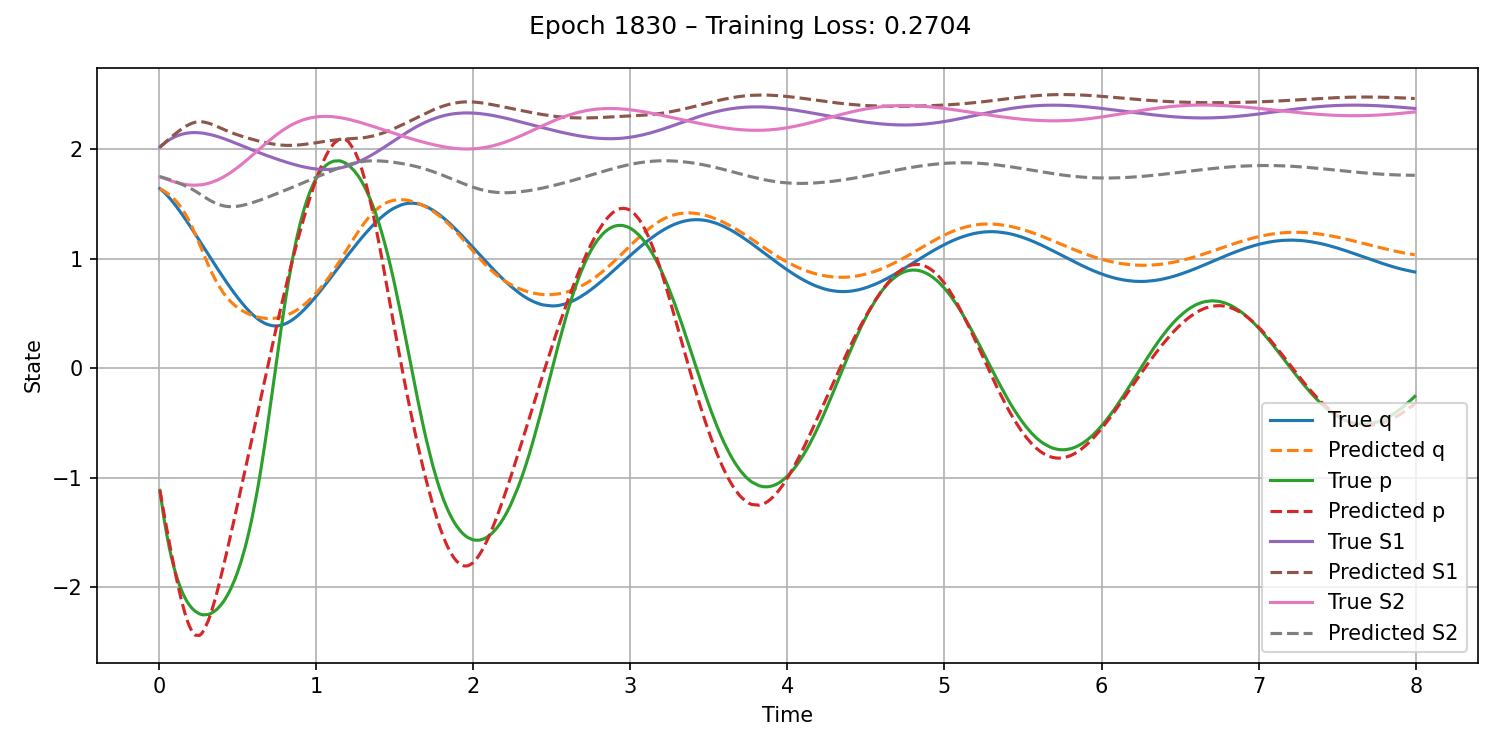 Epoch 1830 – Training Loss: 0.2704
State
2
1
0
−1
−2
0 1 2 3 4 5 6 7 8
Time
True q
Predicted q
True p
Predicted p
True S1
Predicted S1
True S2
Predicted S2